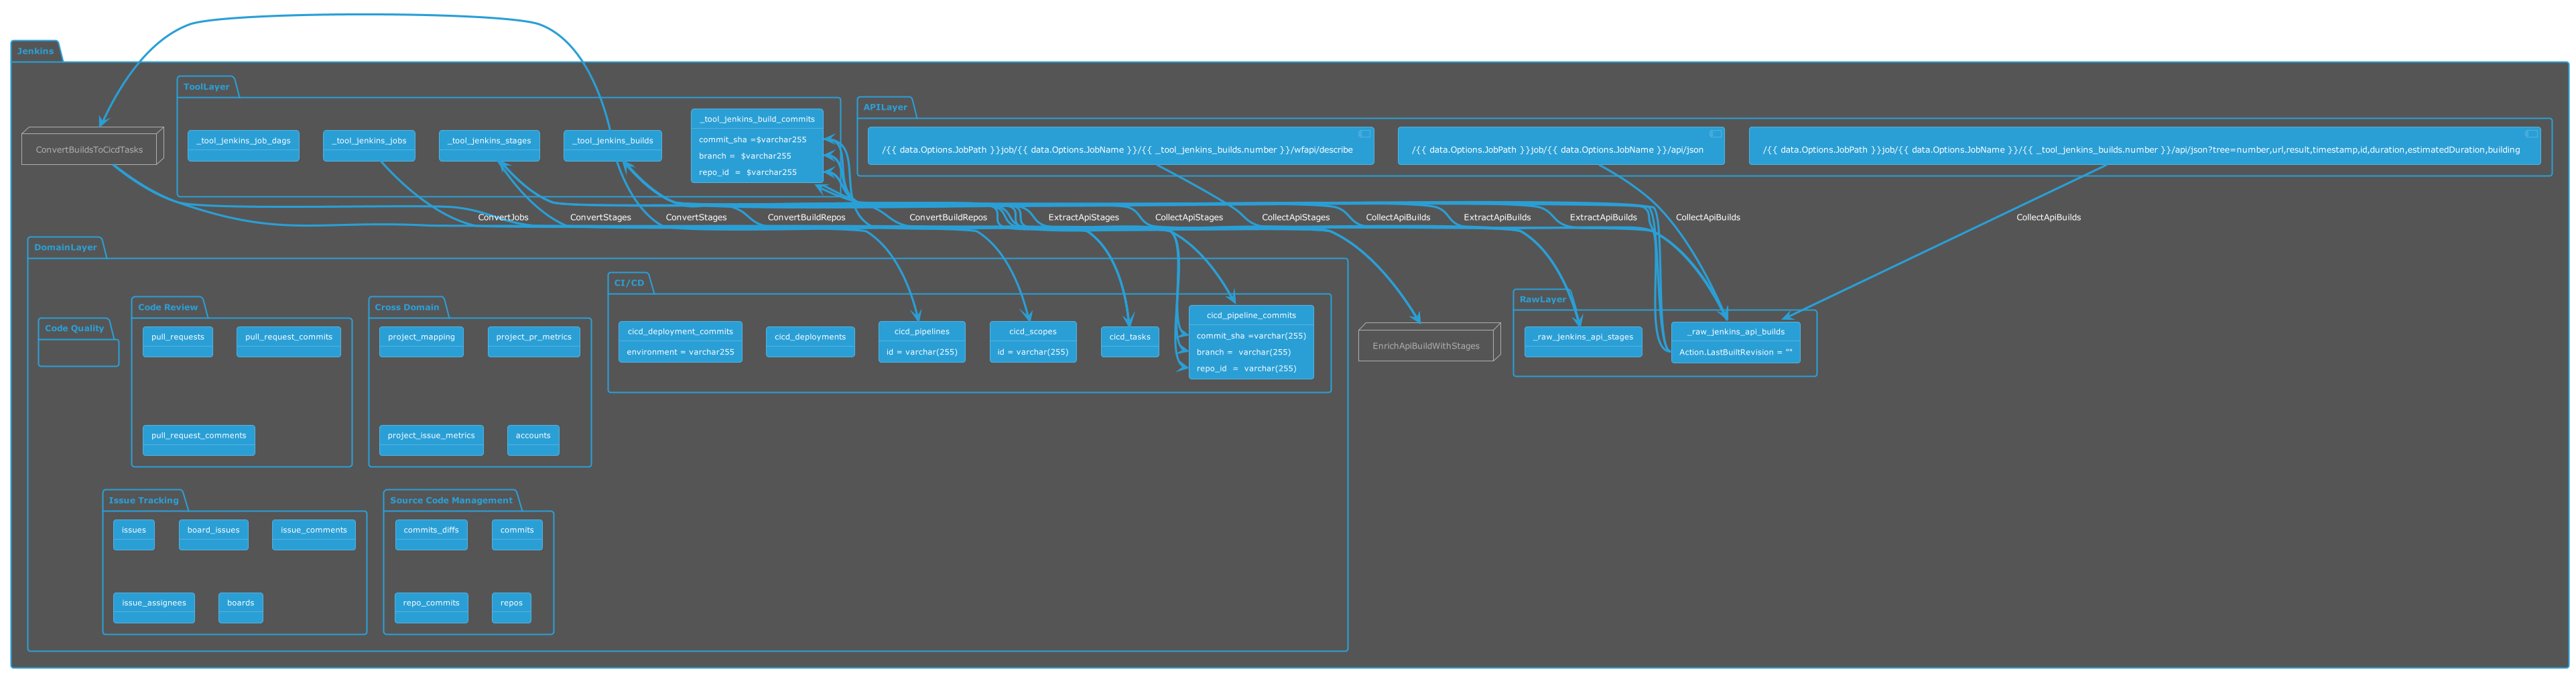 Jenkins
ToolLayer
_tool_jenkins_job_dags
_tool_jenkins_jobs
_tool_jenkins_stages
_tool_jenkins_builds
_tool_jenkins_build_commits
commit_sha =$varchar255
branch =  $varchar255
repo_id  =  $varchar255
APILayer
/{{ data.Options.JobPath }}job/{{ data.Options.JobName }}/{{ _tool_jenkins_builds.number }}/wfapi/describe
/{{ data.Options.JobPath }}job/{{ data.Options.JobName }}/api/json
/{{ data.Options.JobPath }}job/{{ data.Options.JobName }}/{{ _tool_jenkins_builds.number }}/api/json?tree=number,url,result,timestamp,id,duration,estimatedDuration,building
ConvertBuildsToCicdTasks
ConvertJobs
ConvertStages
ConvertStages
ConvertBuildRepos
ConvertBuildRepos
ExtractApiStages
CollectApiStages
CollectApiStages
CollectApiBuilds
ExtractApiBuilds
ExtractApiBuilds
CollectApiBuilds
CollectApiBuilds
DomainLayer
Code Quality
Code Review
pull_requests
pull_request_commits
pull_request_comments
Cross Domain
project_mapping
project_pr_metrics
project_issue_metrics
accounts
CI/CD
cicd_deployment_commits
environment = varchar255
cicd_deployments
cicd_pipelines
id = varchar(255)
cicd_scopes
id = varchar(255)
cicd_tasks
cicd_pipeline_commits
commit_sha =varchar(255)
branch =  varchar(255)
repo_id  =  varchar(255)
EnrichApiBuildWithStages
RawLayer
_raw_jenkins_api_stages
_raw_jenkins_api_builds
Action.LastBuiltRevision = ""
Issue Tracking
issues
board_issues
issue_comments
issue_assignees
boards
Source Code Management
commits_diffs
commits
repo_commits
repos